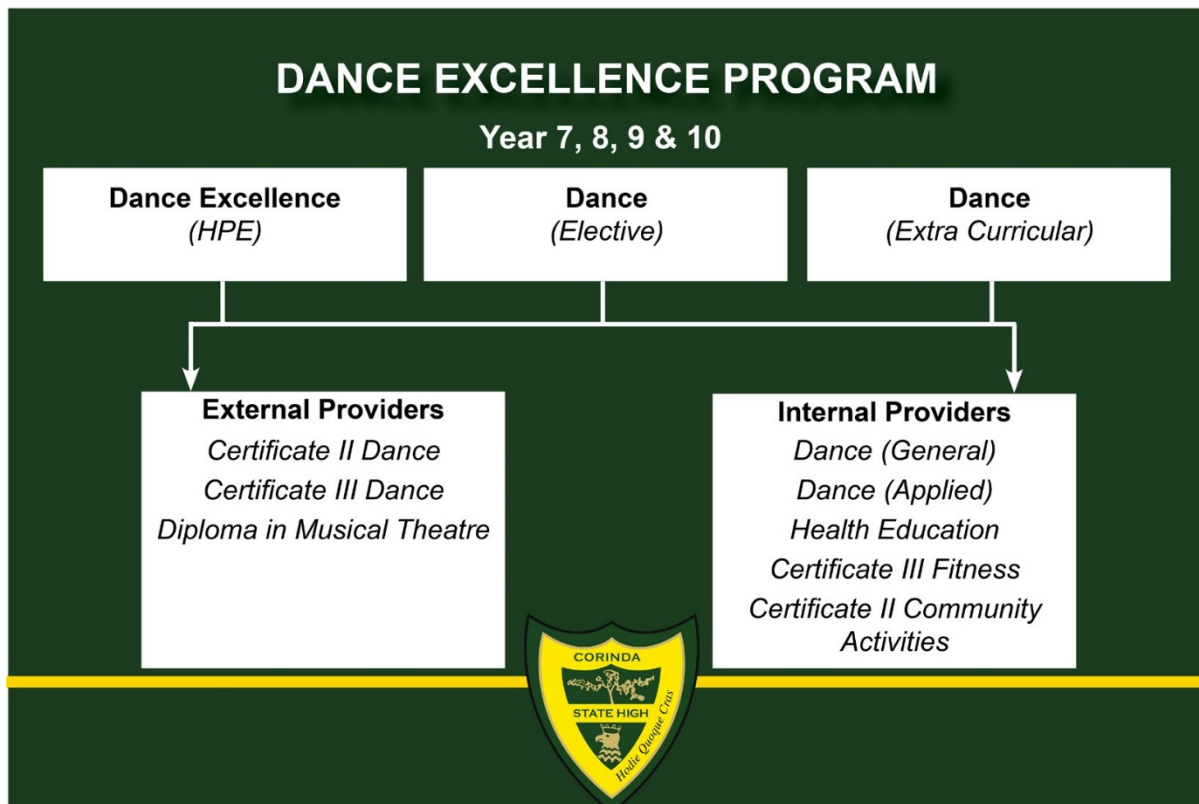 DANCE EXCELLENCE PROGRAM
Year 7, 8, 9 & 10
Dance Excellence
(HPE)
Dance
(Elective)
Dance
(Extra Curricular)
External Providers
Certificate II Dance
Certificate III Dance
Diploma in Musical Theatre
Internal Providers
Dance (General)
Dance (Applied)
Health Education
Certificate III Fitness
Certificate II Community
Activities
CORINDA
STATE HIGH
Hodie Quoque Cras